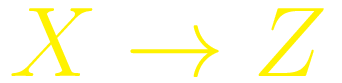 X → Z